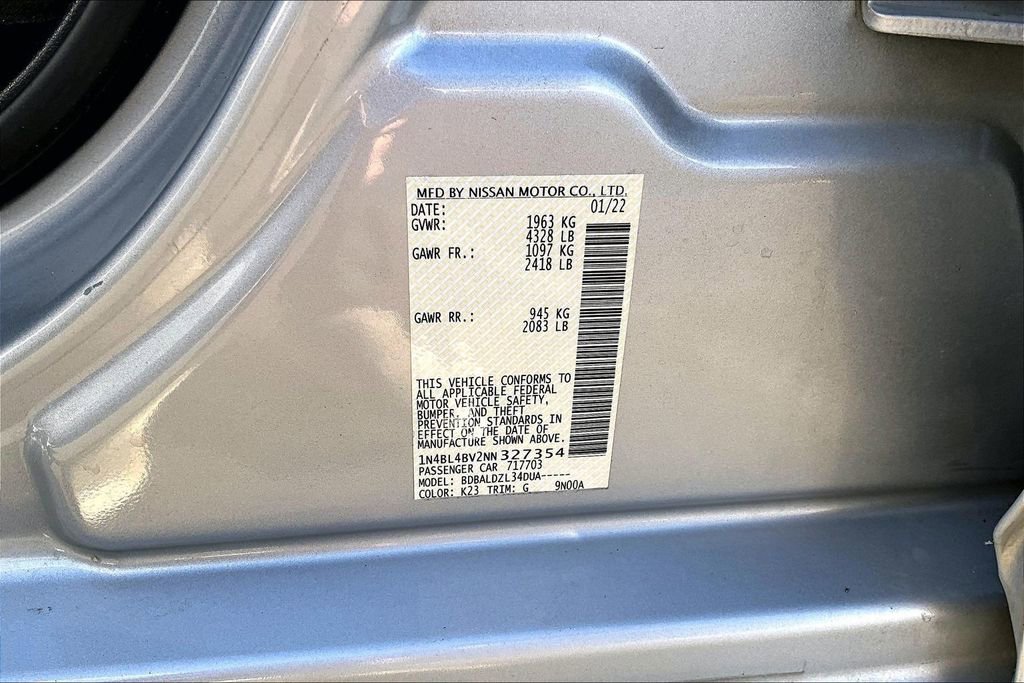 MFD BY NISSAN MOTOR CO., LTD.
DATE: 01/22
GVWR: 1963 KG
4328 LB
GAWR FR.: 1097 KG
2418 LB
GAWR RR.: 945 KG
2083 LB
THIS VEHICLE CONFORMS TO
ALL APPLICABLE FEDERAL
MOTOR VEHICLE SAFETY,
BUMPER, AND THEFT
PREVENTION STANDARDS IN
EFFECT ON THE DATE OF
MANUFACTURE SHOWN ABOVE.
1N4BL4BV2NN327354
PASSENGER CAR 717703
MODEL: BDBALDZL34DUA-----
COLOR: K23 TRIM: G 9N00A